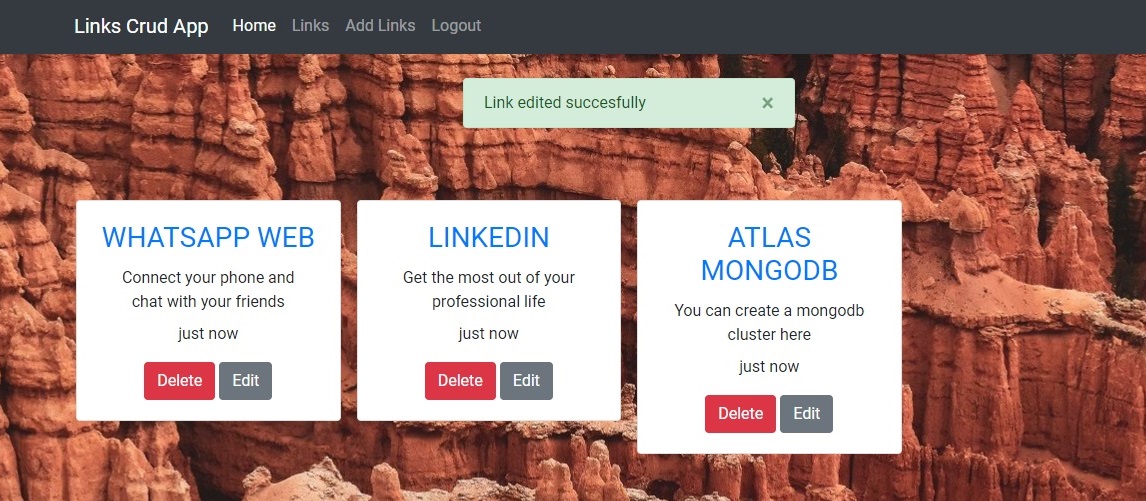 Links Crud App Home Links Add Links Logout
Link edited succesfully ×
WHATSAPP WEB
Connect your phone and
chat with your friends
just now
Delete Edit
LINKEDIN
Get the most out of your
professional life
just now
Delete Edit
ATLAS
MONGODB
You can create a mongodb
cluster here
just now
Delete Edit